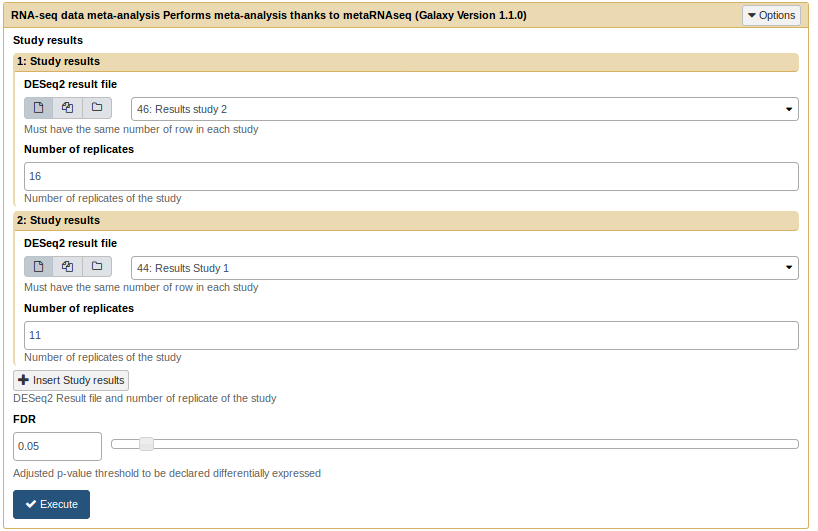 RNA-seq data meta-analysis Performs meta-analysis thanks to metaRNAseq (Galaxy Version 1.1.0)
Options
Study results
1: Study results
DESeq2 result file
46: Results study 2
Must have the same number of row in each study
Number of replicates
16
Number of replicates of the study
2: Study results
DESeq2 result file
44: Results Study 1
Must have the same number of row in each study
Number of replicates
11
Number of replicates of the study
Insert Study results
DESeq2 Result file and number of replicate of the study
FDR
0.05
Adjusted p-value threshold to be declared differentially expressed
Execute